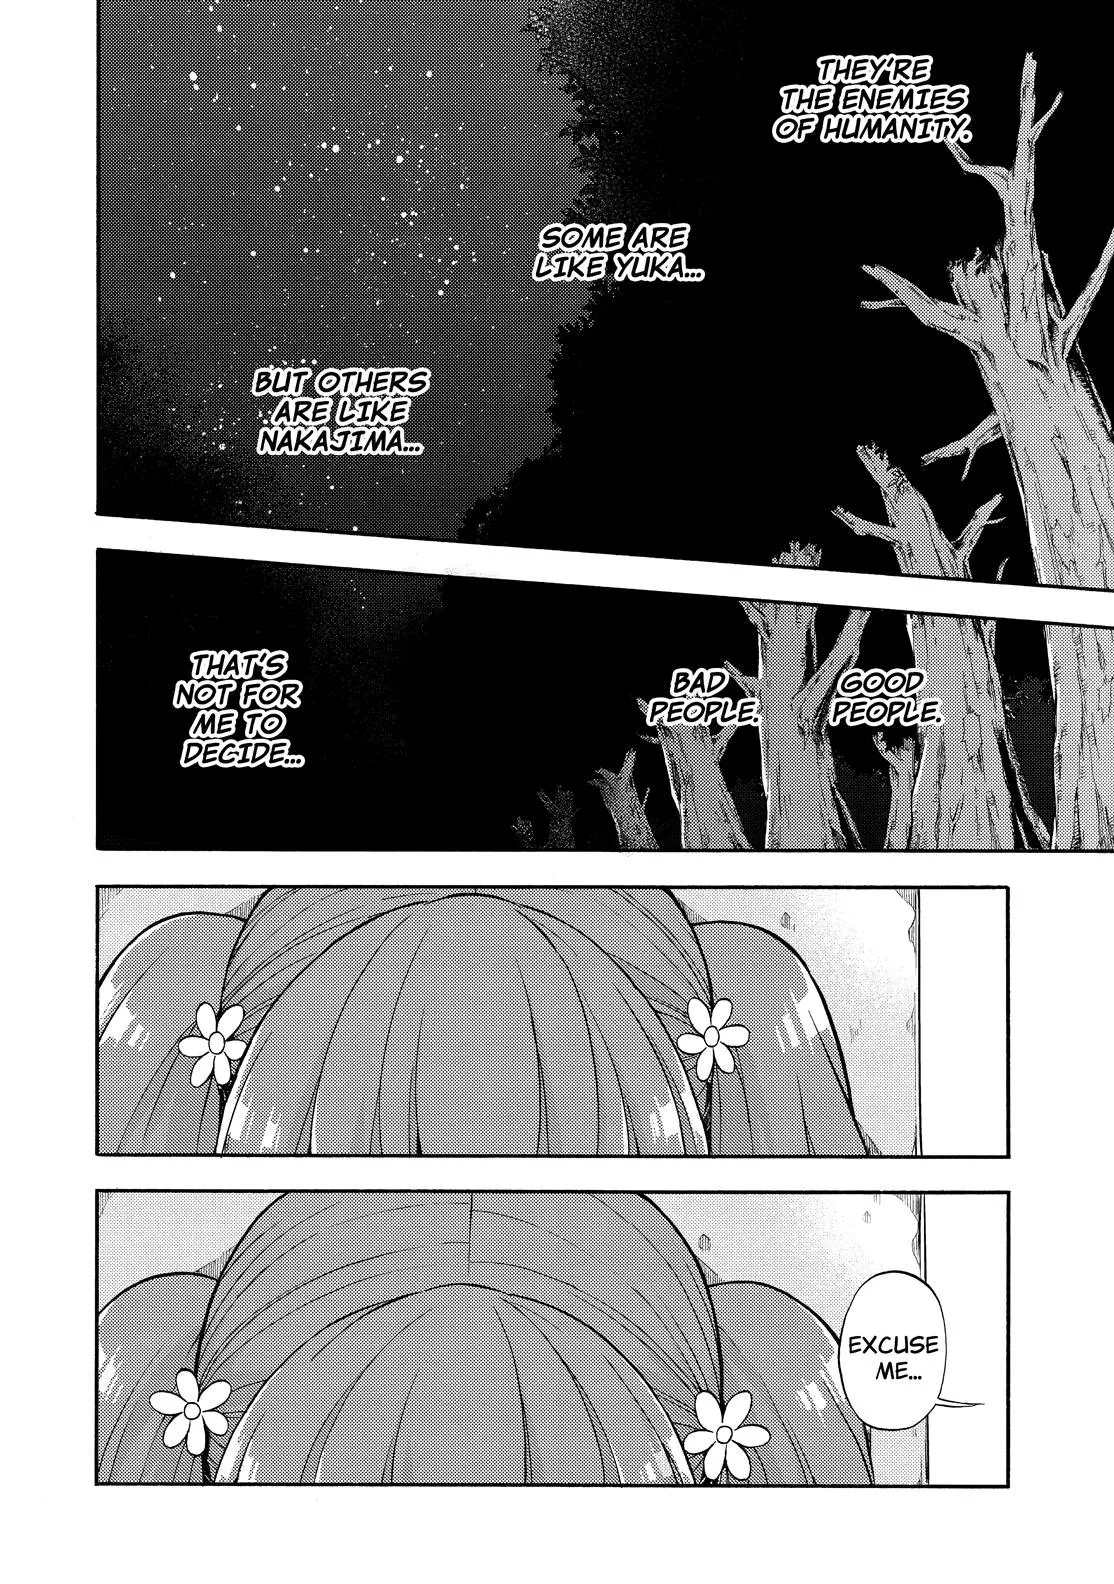 THEY'RE
THE ENEMIES
OF HUMANITY.
SOME ARE
LIKE YUKA...
BUT OTHERS
ARE LIKE
NAKAJIMA...
GOOD
PEOPLE.
BAD
PEOPLE.
THAT'S
NOT FOR
ME TO
DECIDE...
EXCUSE
ME...